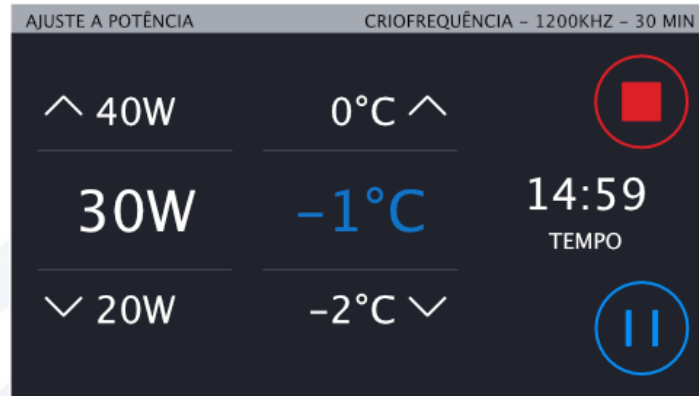 AJUSTE A POTÊNCIA
CRIOFREQUÊNCIA – 1200KHZ – 30 MIN
40W
0°C
30W
–1°C
14:59
TEMPO
20W
–2°C